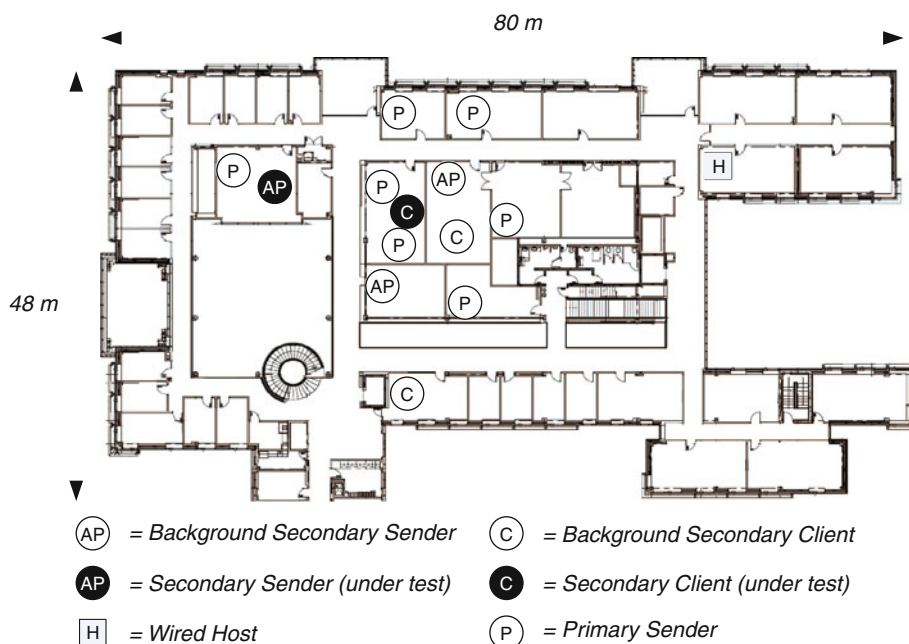 80 m
P P
P AP
H
P AP
C
P C P
48 m
AP
P
C
AP = Background Secondary Sender
C = Background Secondary Client
AP = Secondary Sender (under test)
C = Secondary Client (under test)
H = Wired Host
P = Primary Sender